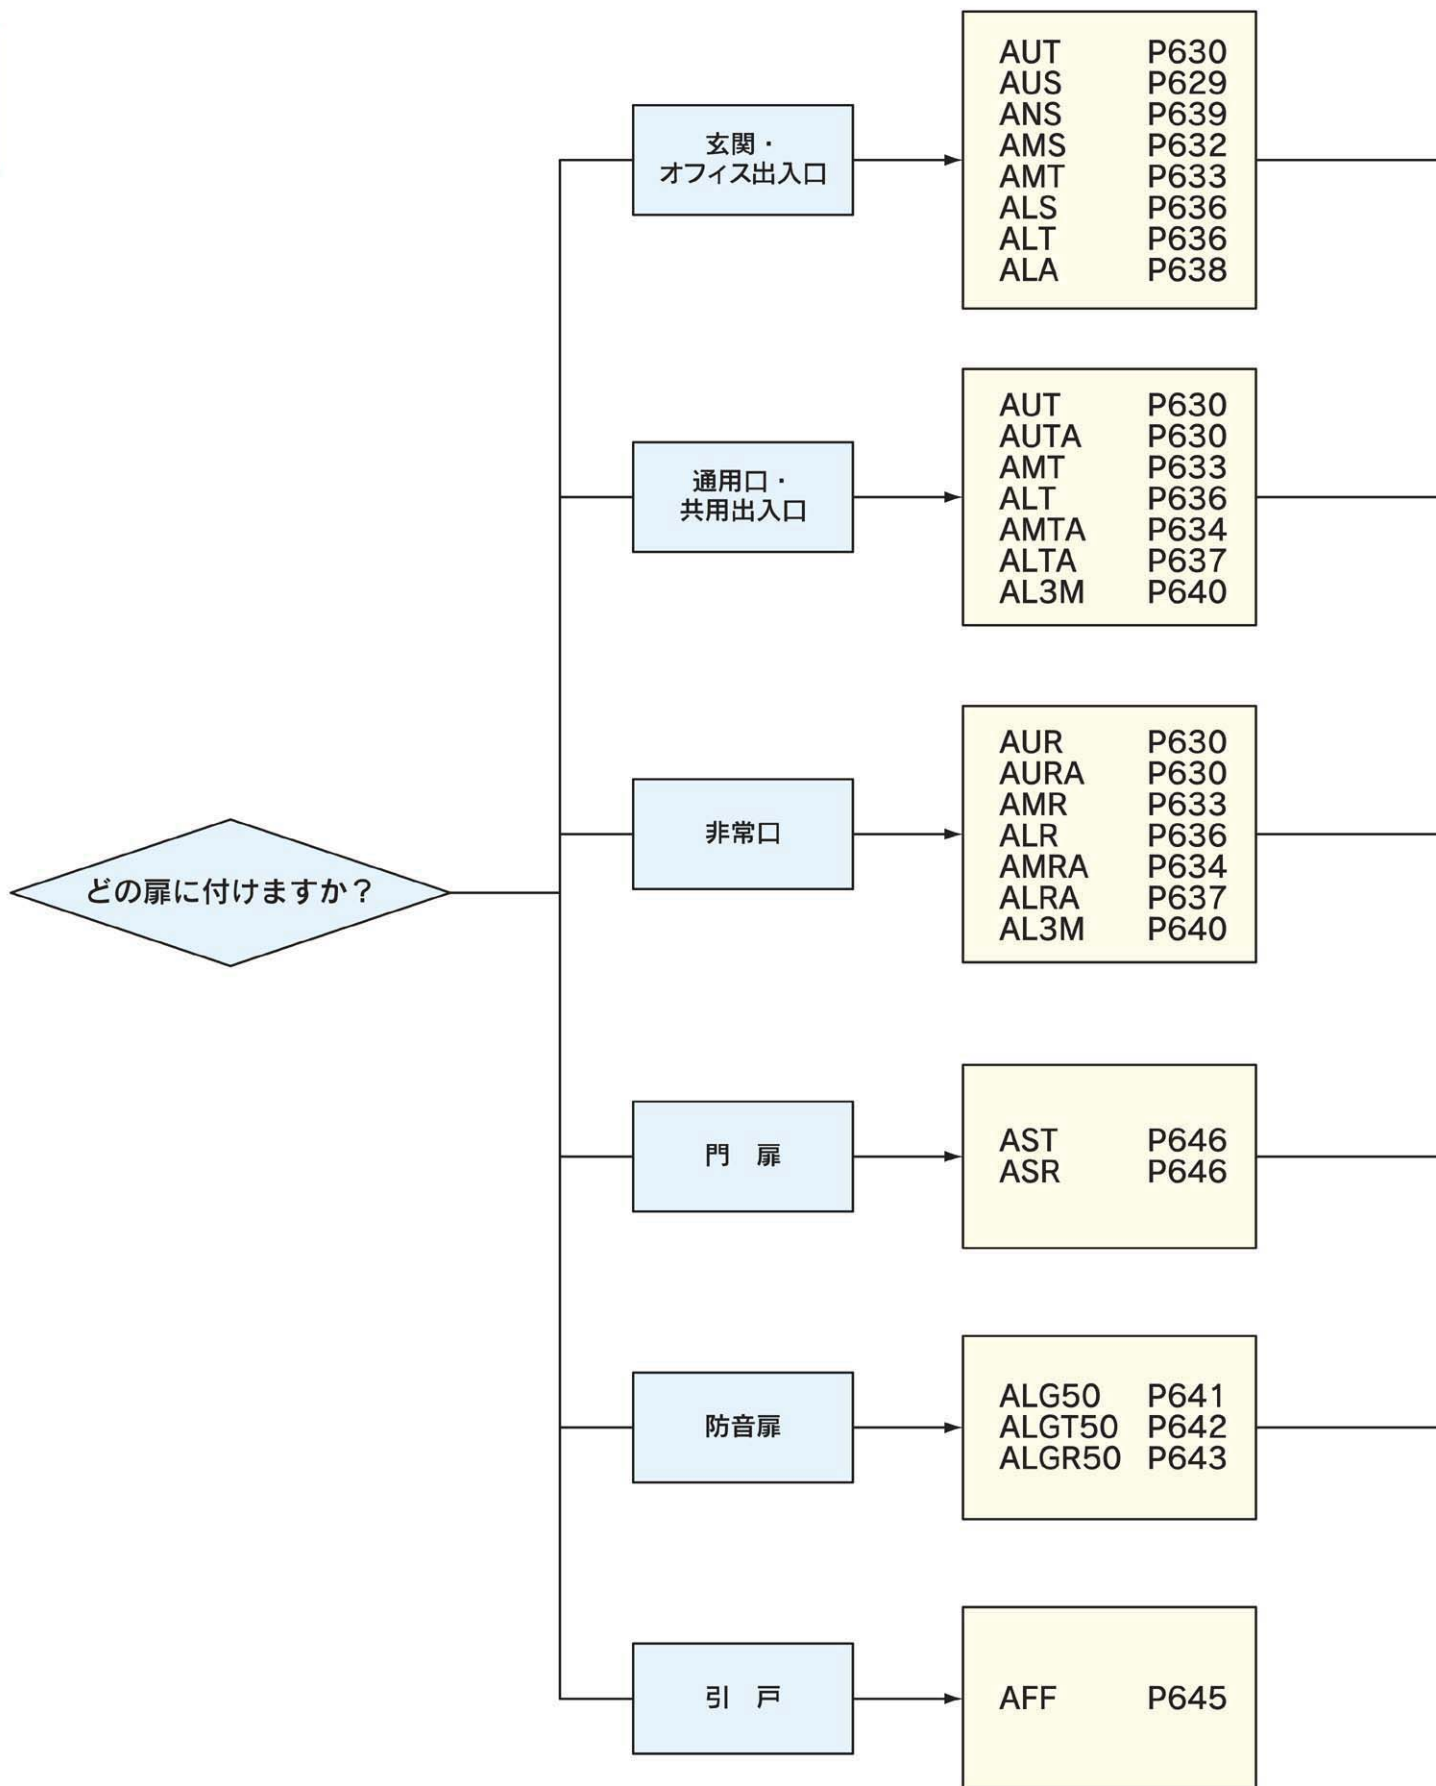 どの扉に付けますか？
玄関・
オフィス出入口
AUT P630
AUS P629
ANS P639
AMS P632
AMT P633
ALS P636
ALT P636
ALA P638
通用口・
共用出入口
AUT P630
AUTA P630
AMT P633
ALT P636
AMTA P634
ALTA P637
AL3M P640
非常口
AUR P630
AURA P630
AMR P633
ALR P636
AMRA P634
ALRA P637
AL3M P640
門　扉
AST P646
ASR P646
防音扉
ALG50 P641
ALGT50 P642
ALGR50 P643
引　戸
AFF P645